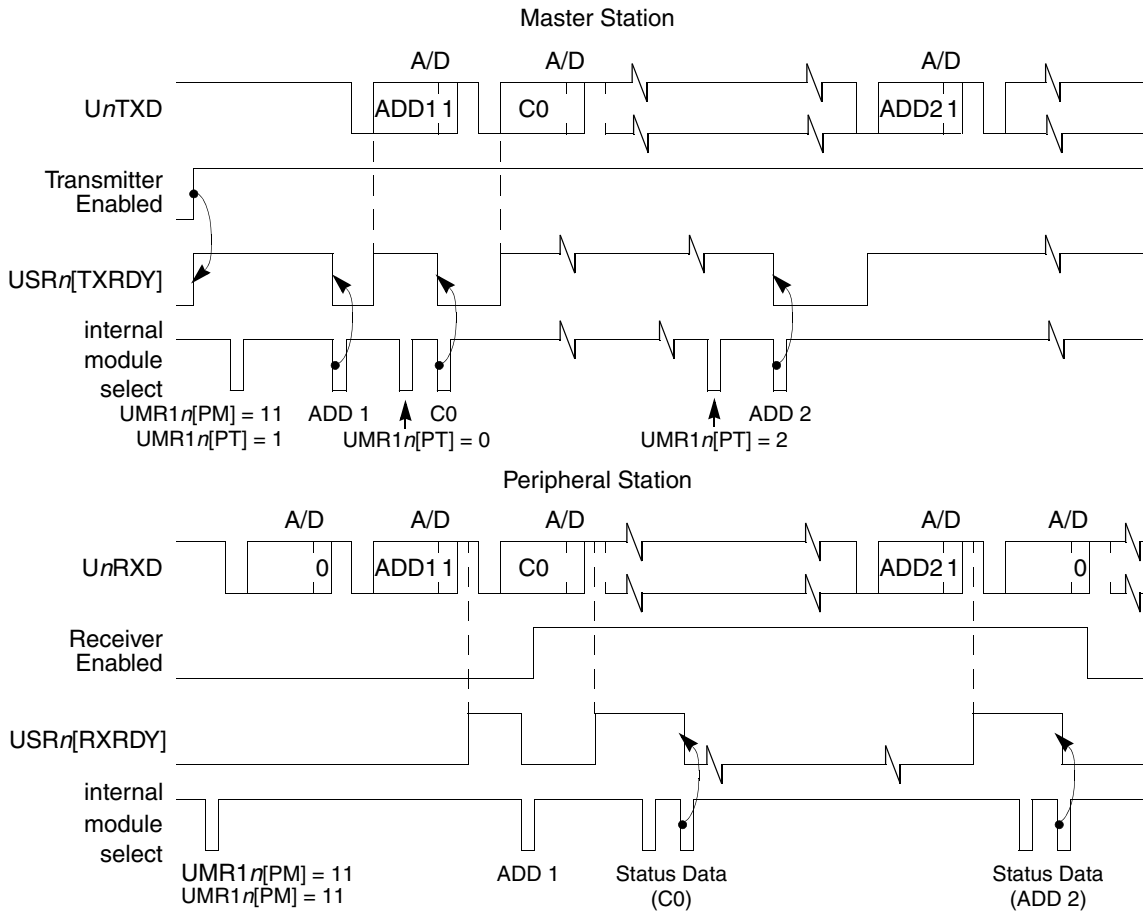 Master Station
A/D A/D A/D
UnTXD ADD1 1 C0 ADD2 1
Transmitter
Enabled
USRn[TXRDY]
internal
module
select
UMR1n[PM] = 11 ADD 1 C0 ADD 2
UMR1n[PT] = 1 UMR1n[PT] = 0 UMR1n[PT] = 2
Peripheral Station
A/D A/D A/D A/D A/D
UnRXD 0 ADD1 1 C0 ADD2 1 0
Receiver
Enabled
USRn[RXRDY]
internal
module
select
UMR1n[PM] = 11 ADD 1 Status Data Status Data
UMR1n[PM] = 11 (C0) (ADD 2)